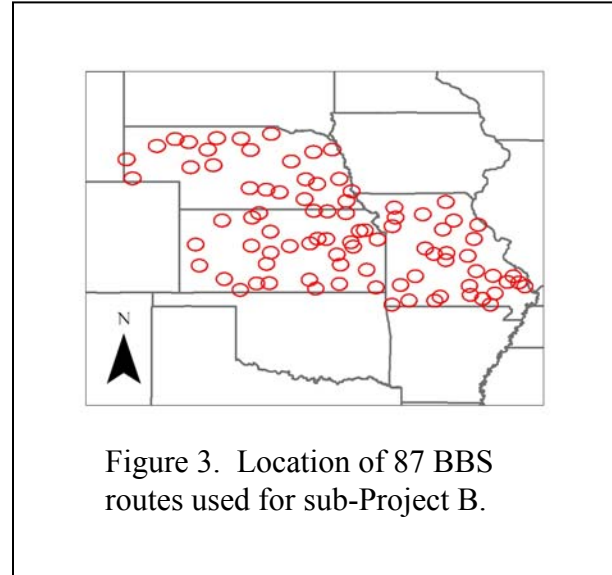 N
Figure 3.  Location of 87 BBS
routes used for sub-Project B.